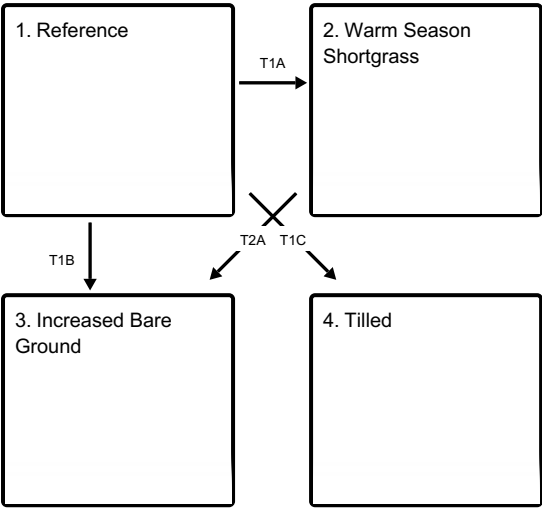 1. Reference
2. Warm Season
Shortgrass
T1A
T2A
T1C
T1B
3. Increased Bare
Ground
4. Tilled